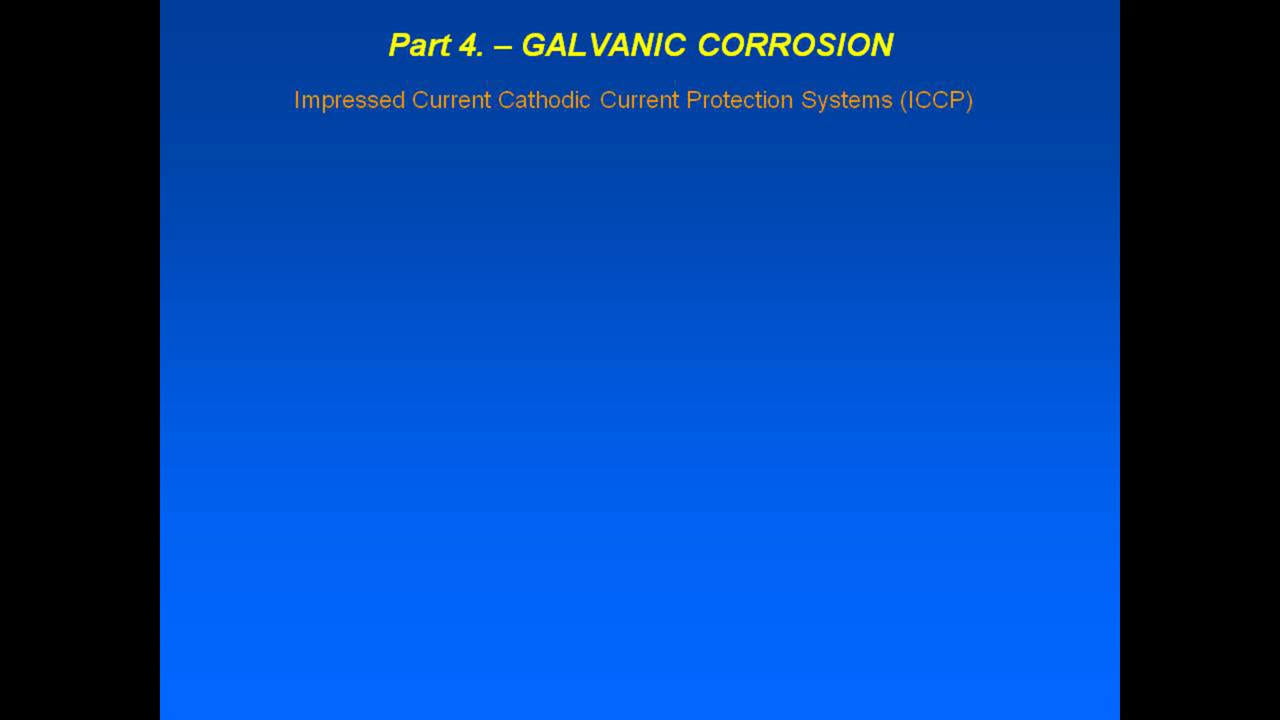 Part 4. – GALVANIC CORROSION
Impressed Current Cathodic Current Protection Systems (ICCP)